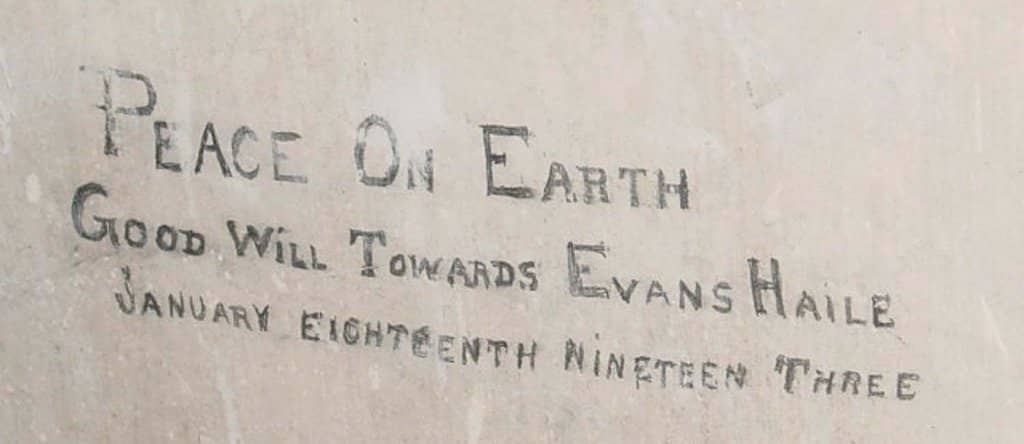 Peace On Earth
Good Will Towards Evans Haile
January Eighteenth Nineteen Three